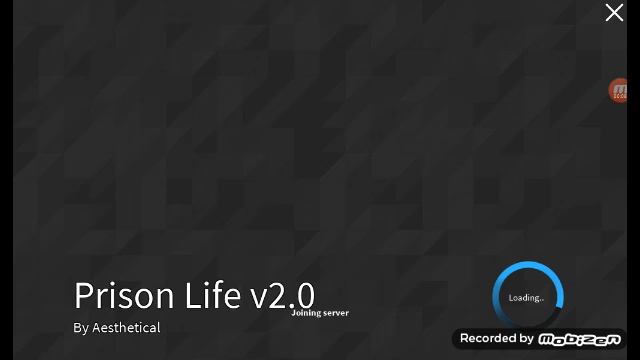 Prison Life v2.0
Joining server
By Aesthetical
Loading..
Recorded by MOBIZEN